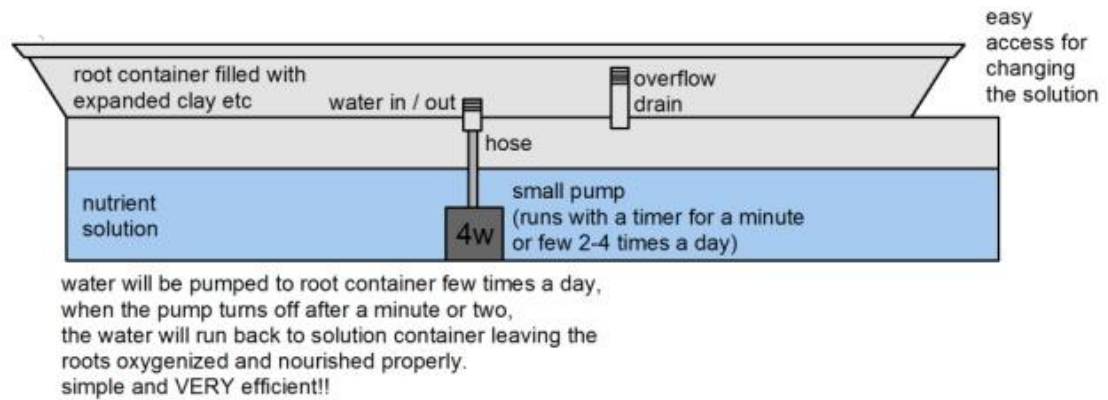 easy
access for
changing
the solution
root container filled with
expanded clay etc
water in / out
overflow
drain
hose
nutrient
solution
4w
small pump
(runs with a timer for a minute
or few 2-4 times a day)
water will be pumped to root container few times a day,
when the pump turns off after a minute or two,
the water will run back to solution container leaving the
roots oxygenized and nourished properly.
simple and VERY efficient!!